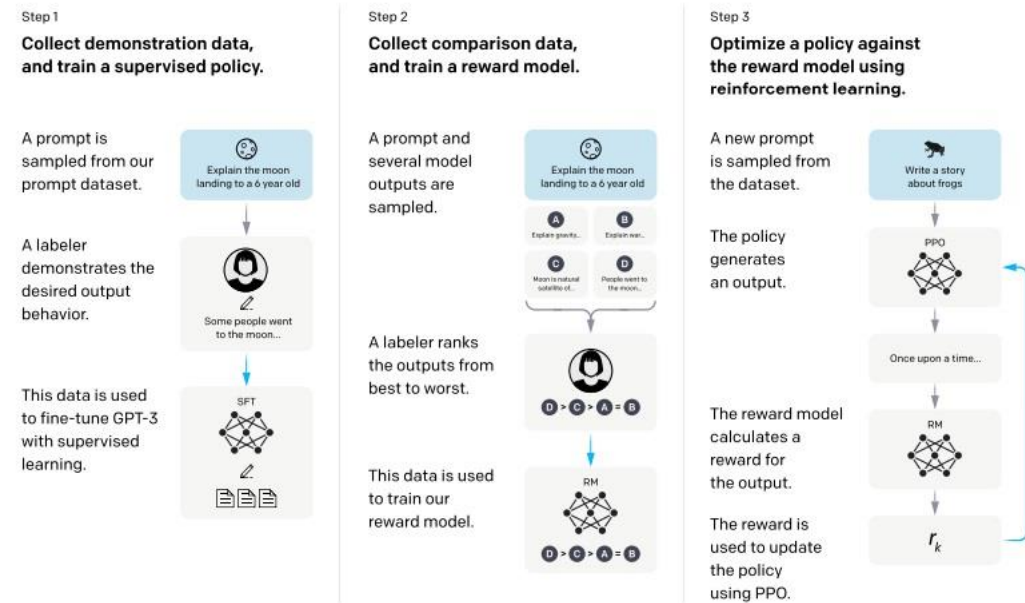 Step 1
Collect demonstration data,
and train a supervised policy.
A prompt is
sampled from our
prompt dataset.
Explain the moon
landing to a 6 year old
A labeler
demonstrates the
desired output
behavior.
Some people went
to the moon...
This data is used
to fine-tune GPT-3
with supervised
learning.
SFT
Step 2
Collect comparison data,
and train a reward model.
A prompt and
several model
outputs are
sampled.
Explain the moon
landing to a 6 year old
A
Explain gravity...
B
Explain war...
C
Moon is natural
satellite of...
D
People went to
the moon...
A labeler ranks
the outputs from
best to worst.
D > C > A = B
This data is used
to train our
reward model.
RM
D > C > A = B
Step 3
Optimize a policy against
the reward model using
reinforcement learning.
A new prompt
is sampled from
the dataset.
Write a story
about frogs
The policy
generates
an output.
PPO
Once upon a time...
The reward model
calculates a
reward for
the output.
RM
The reward is
used to update
the policy
using PPO.
rk